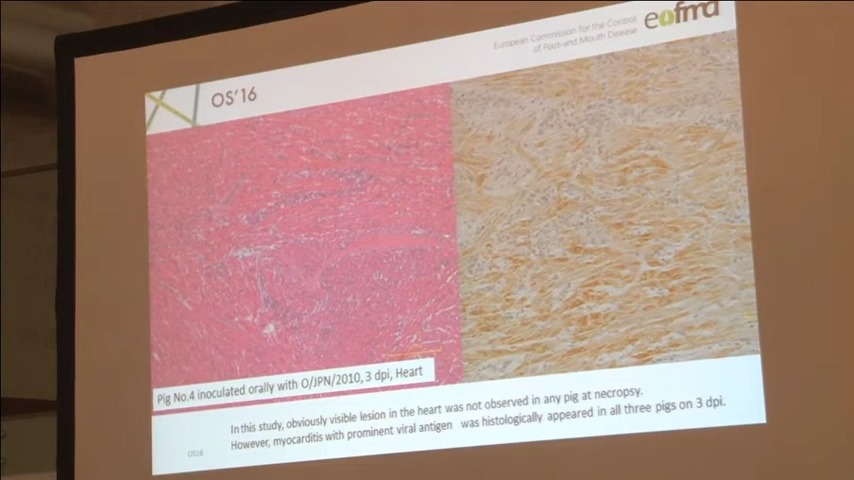 European Commission for the Control
of Foot-and-Mouth Disease
eofmd
OS'16
Pig No.4 inoculated orally with O/JPN/2010, 3 dpi, Heart
In this study, obviously visible lesion in the heart was not observed in any pig at necropsy.
However, myocarditis with prominent viral antigen was histologically appeared in all three pigs on 3 dpi.
OS16